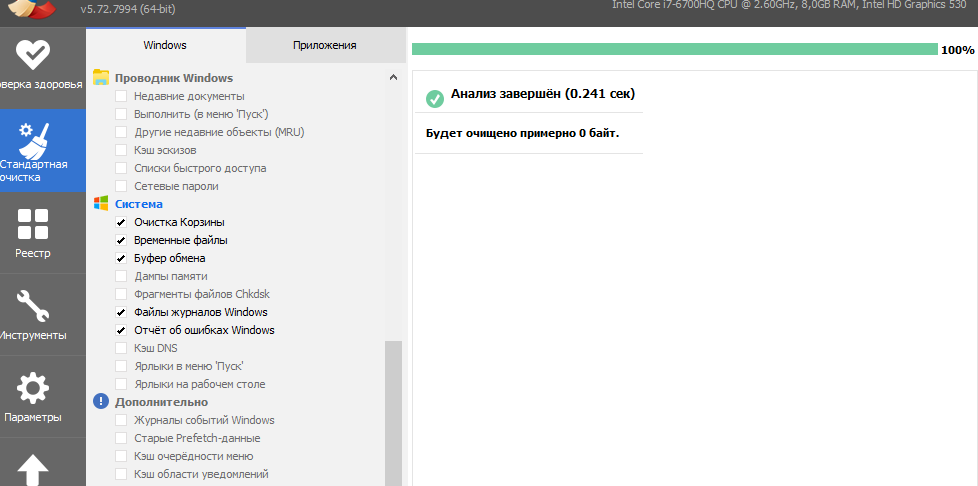 v5.72.7994 (64-bit)
Intel Core i7-6700HQ CPU @ 2.60GHz, 8,0GB RAM, Intel HD Graphics 530
верка здоровья
Стандартная
очистка
Реестр
Инструменты
Параметры
Windows
Приложения
Проводник Windows
Недавние документы
Выполнить (в меню 'Пуск')
Другие недавние объекты (MRU)
Кэш эскизов
Списки быстрого доступа
Сетевые пароли
Система
Очистка Корзины
Временные файлы
Буфер обмена
Дампы памяти
Фрагменты файлов Chkdsk
Файлы журналов Windows
Отчёт об ошибках Windows
Кэш DNS
Ярлыки в меню 'Пуск'
Ярлыки на рабочем столе
Дополнительно
Журналы событий Windows
Старые Prefetch-данные
Кэш очерёдности меню
Кэш области уведомлений
100%
Анализ завершён (0.241 сек)
Будет очищено примерно 0 байт.